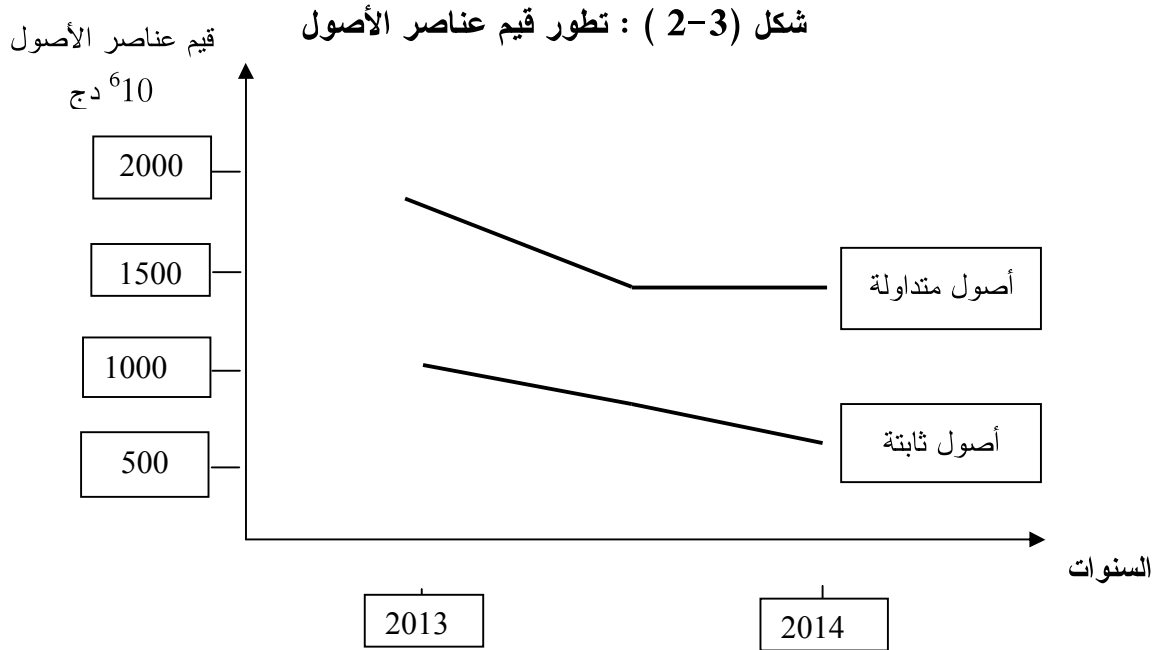 شكل (3-2 ) : تطور قيم عناصر الأصول
قيم عناصر الأصول
10⁶ دج
2000
1500
أصول متداولة
1000
أصول ثابتة
500
السنوات
2013
2014